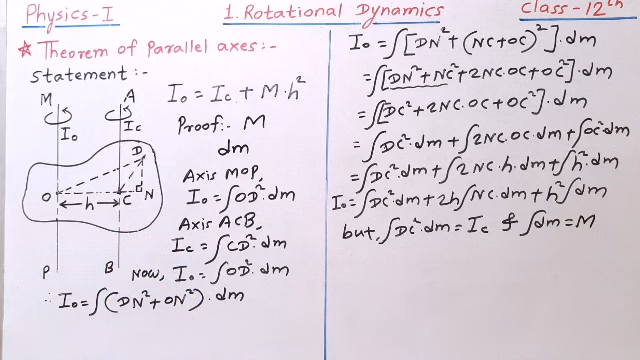 Physics-I
1. Rotational Dynamics
Class-12th
* Theorem of Parallel axes:-
Statement:-
M
A
I₀
Ic
D
O
h
C
N
P
B
I₀ = Ic + M·h²
Proof:- M
dm
Axis MOP,
I₀ = ∫OD²·dm
Axis ACB,
Ic = ∫CD²·dm
Now, I₀ = ∫OD²·dm
∴ I₀ = ∫(DN² + ON²)·dm
I₀ = ∫[DN² + (NC + OC)²]·dm
= ∫[DN² + NC² + 2NC·OC + OC²]·dm
= ∫[DC² + 2NC·OC + OC²]·dm
= ∫DC²·dm + ∫2NC·OC·dm + ∫OC²·dm
= ∫DC²·dm + ∫2NC·h·dm + ∫h²·dm
I₀ = ∫DC²dm + 2h∫NC·dm + h²∫dm
but, ∫DC²·dm = Ic & ∫dm = M